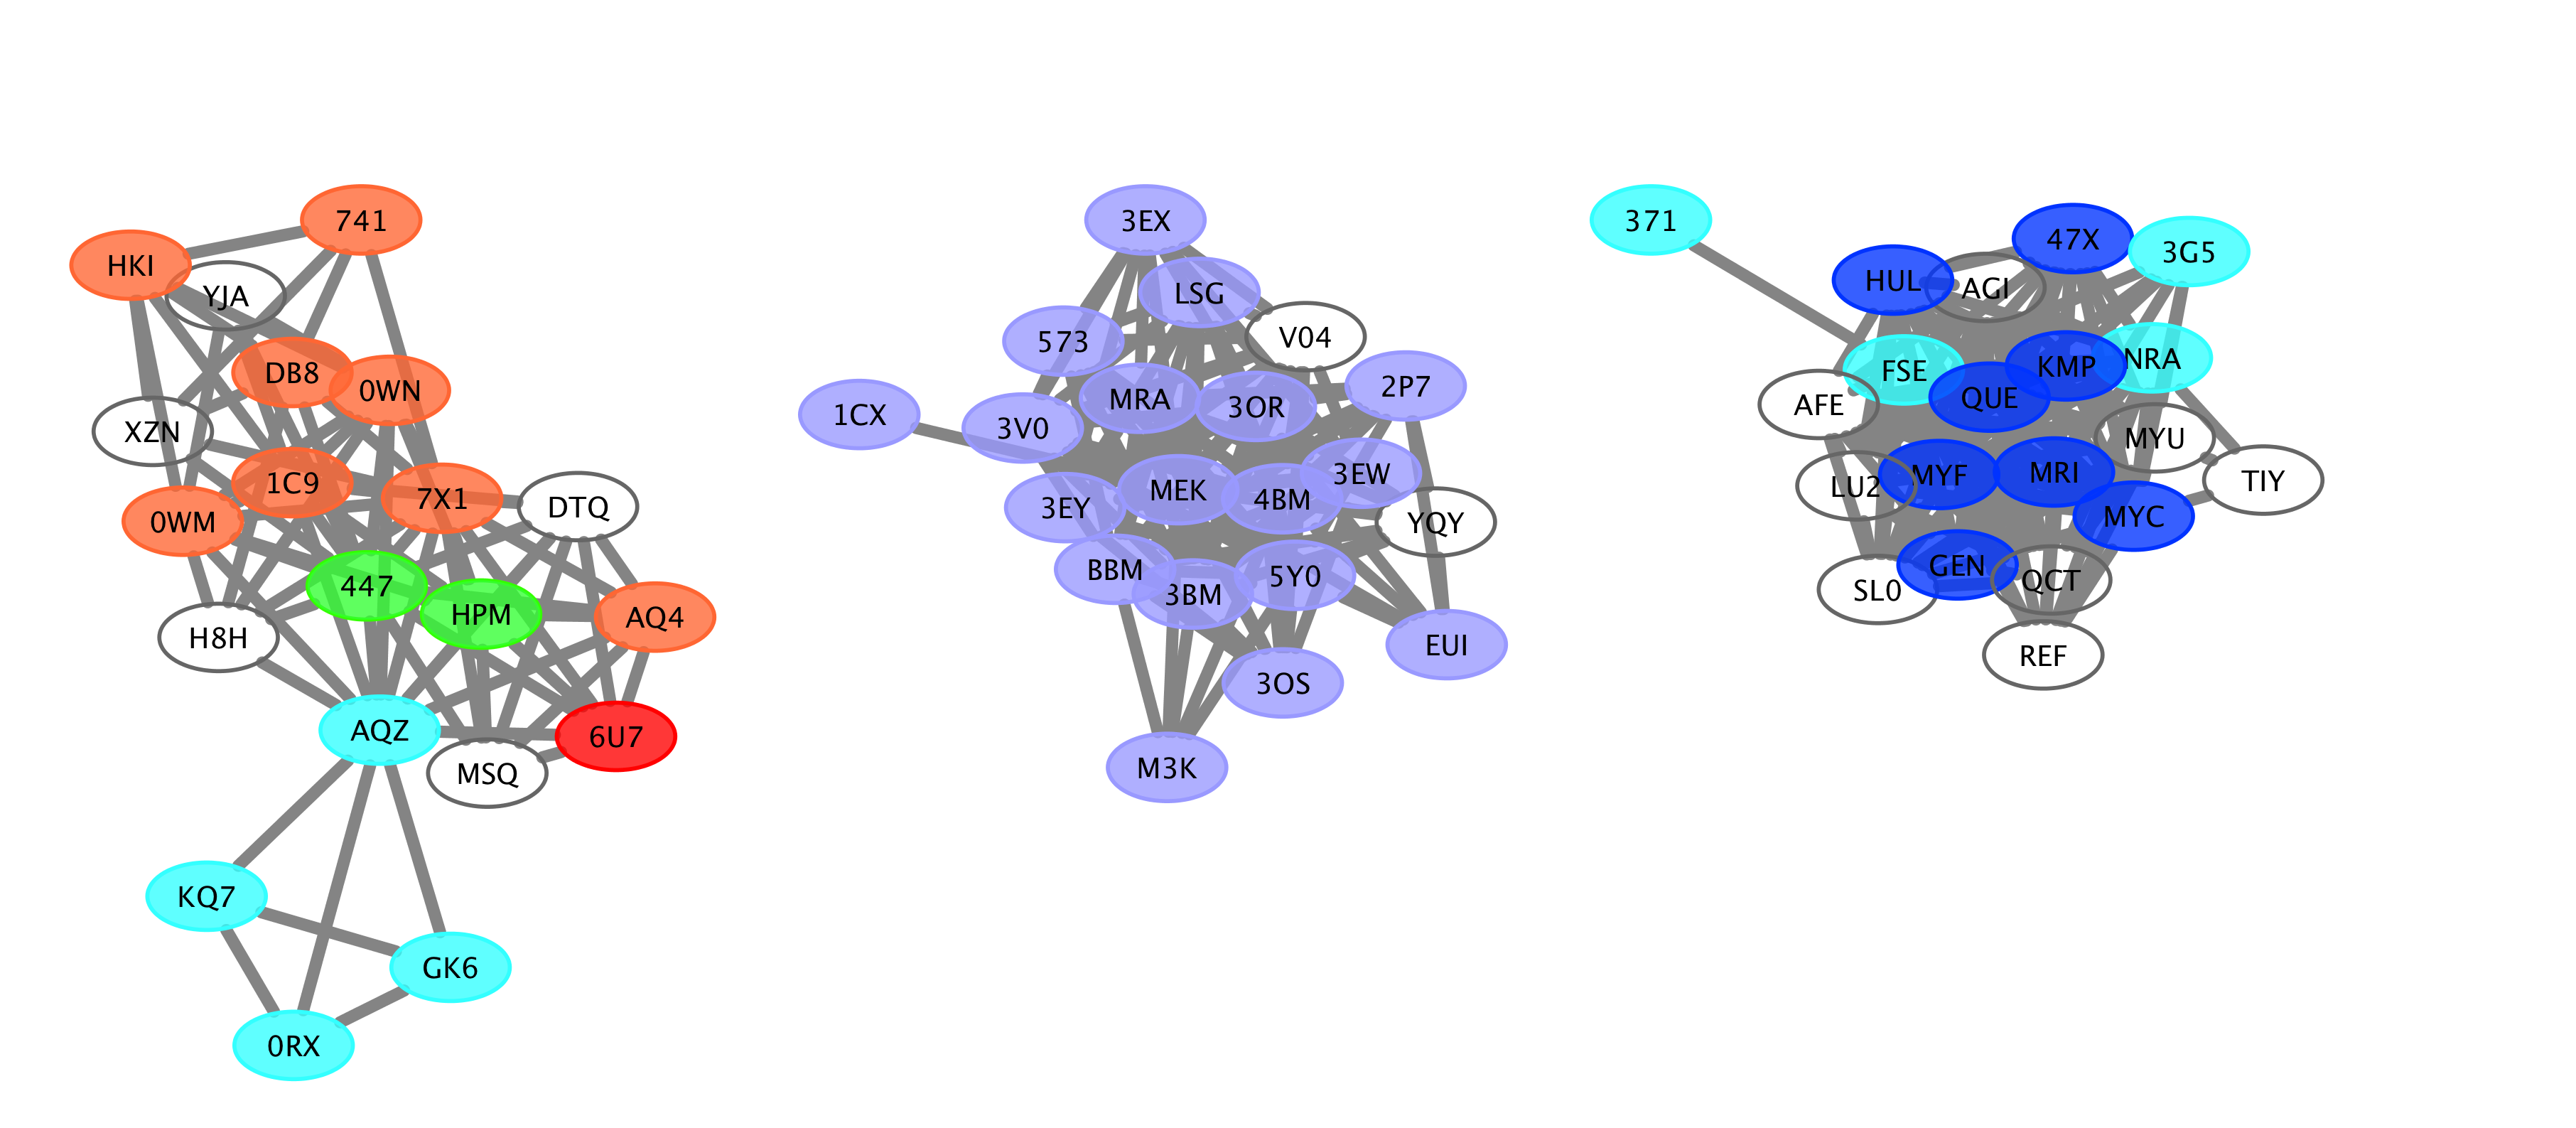 741
HKI
YJA
DB8
0WN
XZN
1C9
7X1
DTQ
0WM
447
HPM
AQ4
H8H
AQZ
6U7
MSQ
KQ7
GK6
0RX
3EX
LSG
V04
573
2P7
MRA
3OR
1CX
3V0
3EW
MEK
4BM
3EY
YQY
BBM
5Y0
3BM
EUI
3OS
M3K
371
47X
3G5
HUL
AGI
NRA
KMP
FSE
QUE
AFE
MYU
MRI
MYF
TIY
LU2
MYC
GEN
QCT
SL0
REF